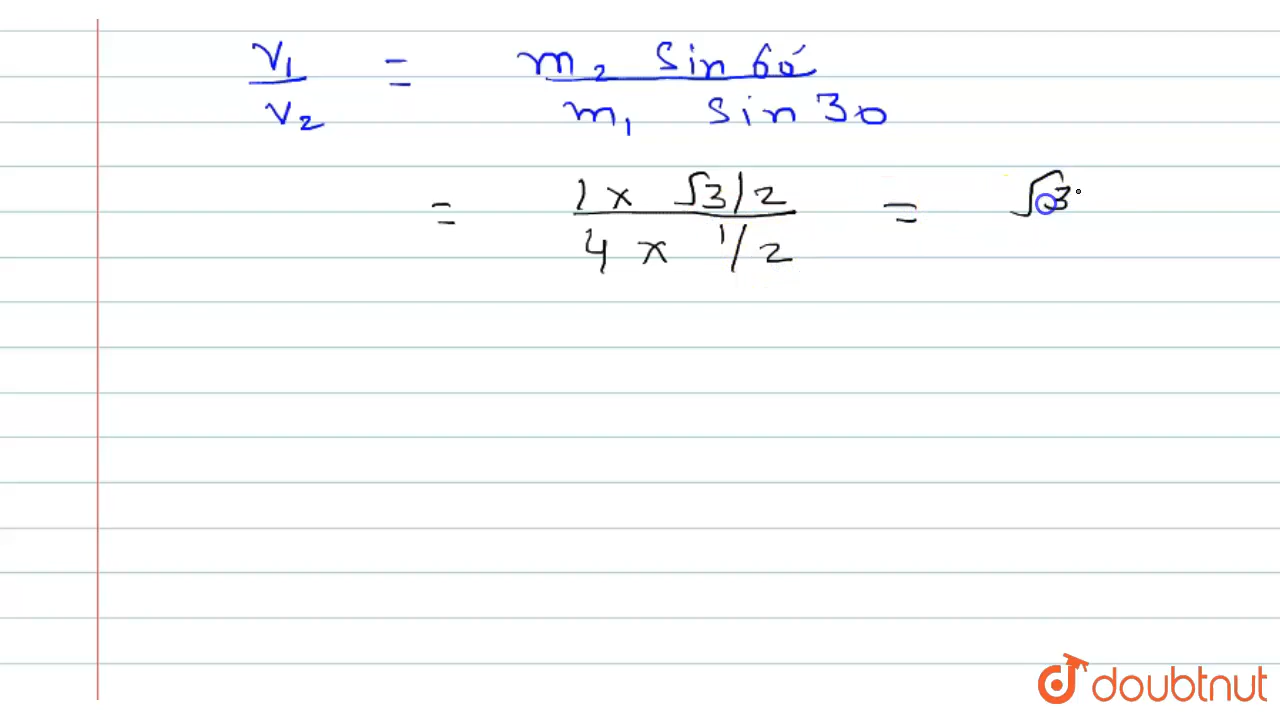 v₁/v₂ = m₂ sin 60°/m₁ sin 30
= 1 x √3/2/4 x 1/2 = √3
doubtnut